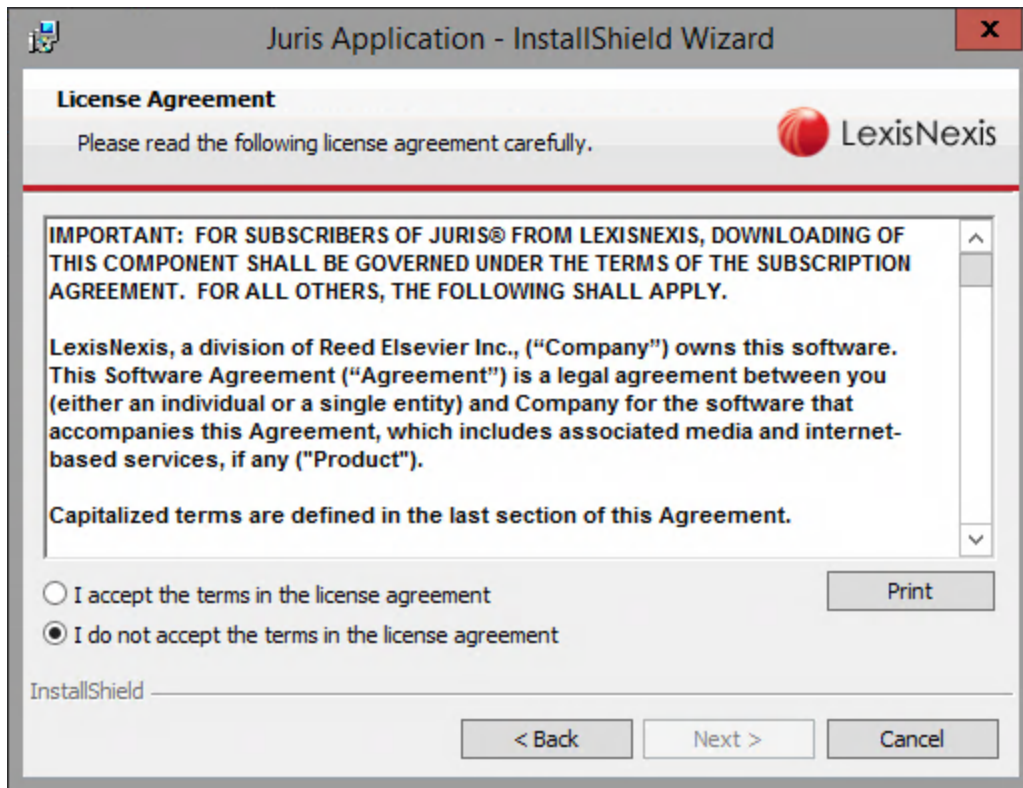 Juris Application - InstallShield Wizard
x
License Agreement
Please read the following license agreement carefully.
LexisNexis
IMPORTANT: FOR SUBSCRIBERS OF JURIS® FROM LEXISNEXIS, DOWNLOADING OF
THIS COMPONENT SHALL BE GOVERNED UNDER THE TERMS OF THE SUBSCRIPTION
AGREEMENT. FOR ALL OTHERS, THE FOLLOWING SHALL APPLY.
LexisNexis, a division of Reed Elsevier Inc., (“Company”) owns this software.
This Software Agreement (“Agreement”) is a legal agreement between you
(either an individual or a single entity) and Company for the software that
accompanies this Agreement, which includes associated media and internet-
based services, if any ("Product").
Capitalized terms are defined in the last section of this Agreement.
I accept the terms in the license agreement
Print
I do not accept the terms in the license agreement
InstallShield
< Back
Next >
Cancel